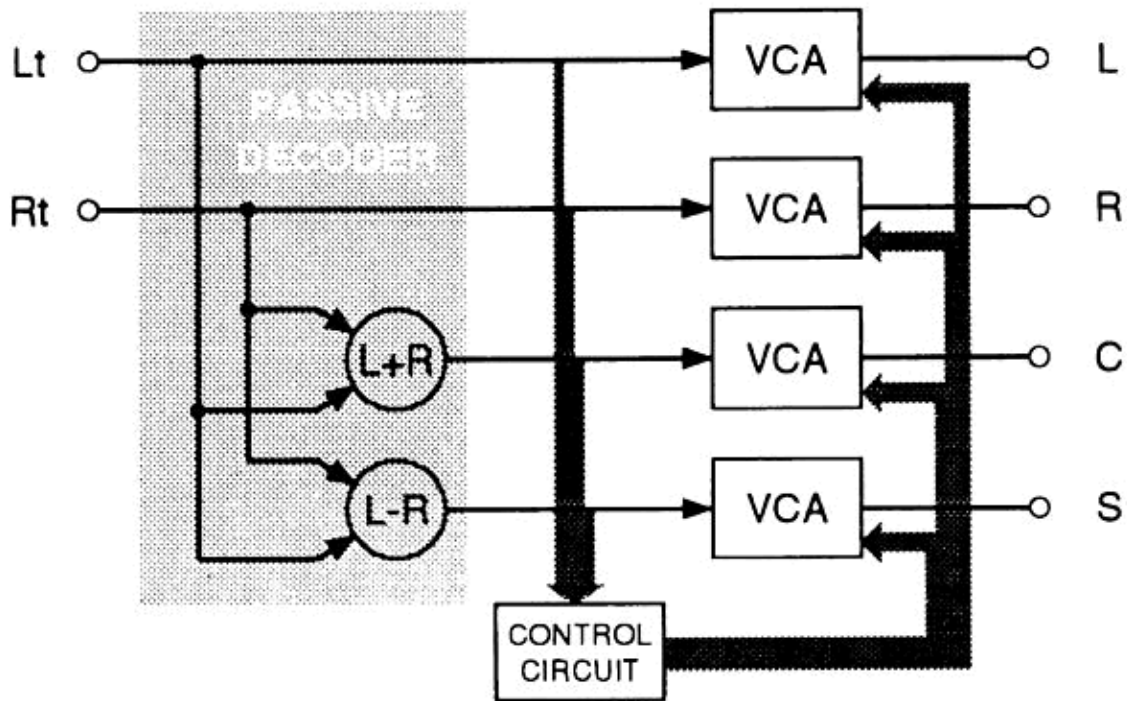 Lt
PASSIVE
DECODER
VCA
L
Rt
VCA
R
L+R
VCA
C
L-R
VCA
S
CONTROL
CIRCUIT